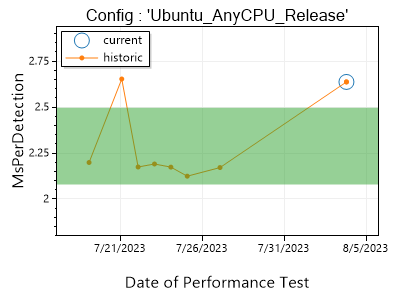 Config : 'Ubuntu_AnyCPU_Release'
current
historic
MsPerDetection
2.75
2.5
2.25
2
7/21/2023
7/26/2023
7/31/2023
8/5/2023
Date of Performance Test